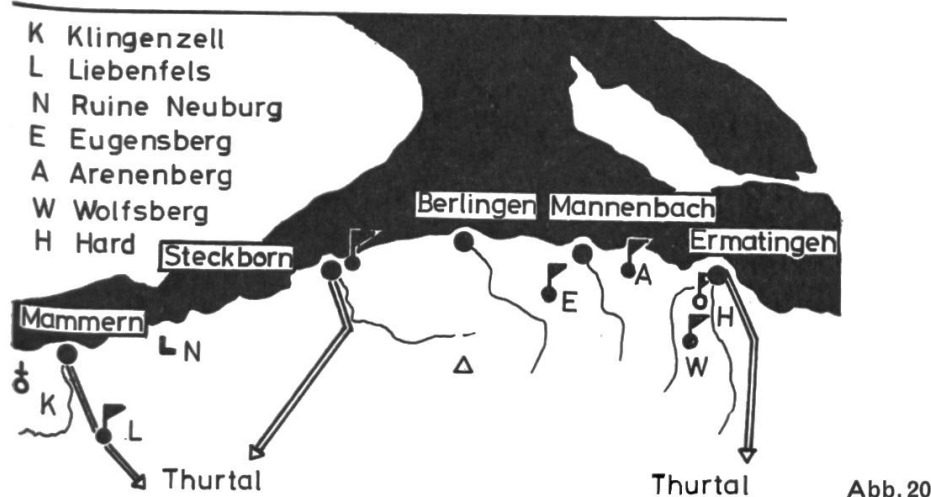 K Klingenzell
L Liebenfels
N Ruine Neuburg
E Eugensberg
A Arenenberg
W Wolfsberg
H Hard
Berlingen
Mannenbach
Ermatingen
Steckborn
Mammern
N
E
A
H
W
K
L
Thurtal
Thurtal
Abb. 20